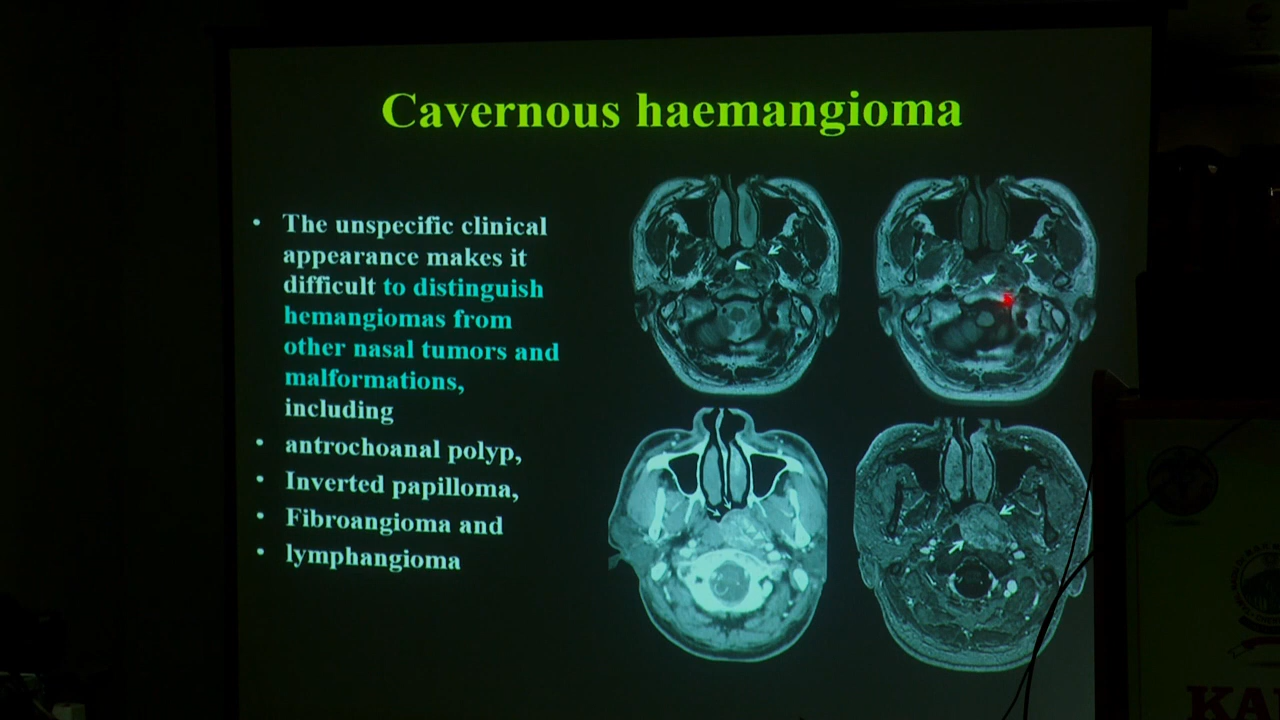 Cavernous haemangioma
• The unspecific clinical
appearance makes it
difficult to distinguish
hemangiomas from
other nasal tumors and
malformations,
including
• antrochoanal polyp,
• Inverted papilloma,
• Fibroangioma and
• lymphangioma
KA